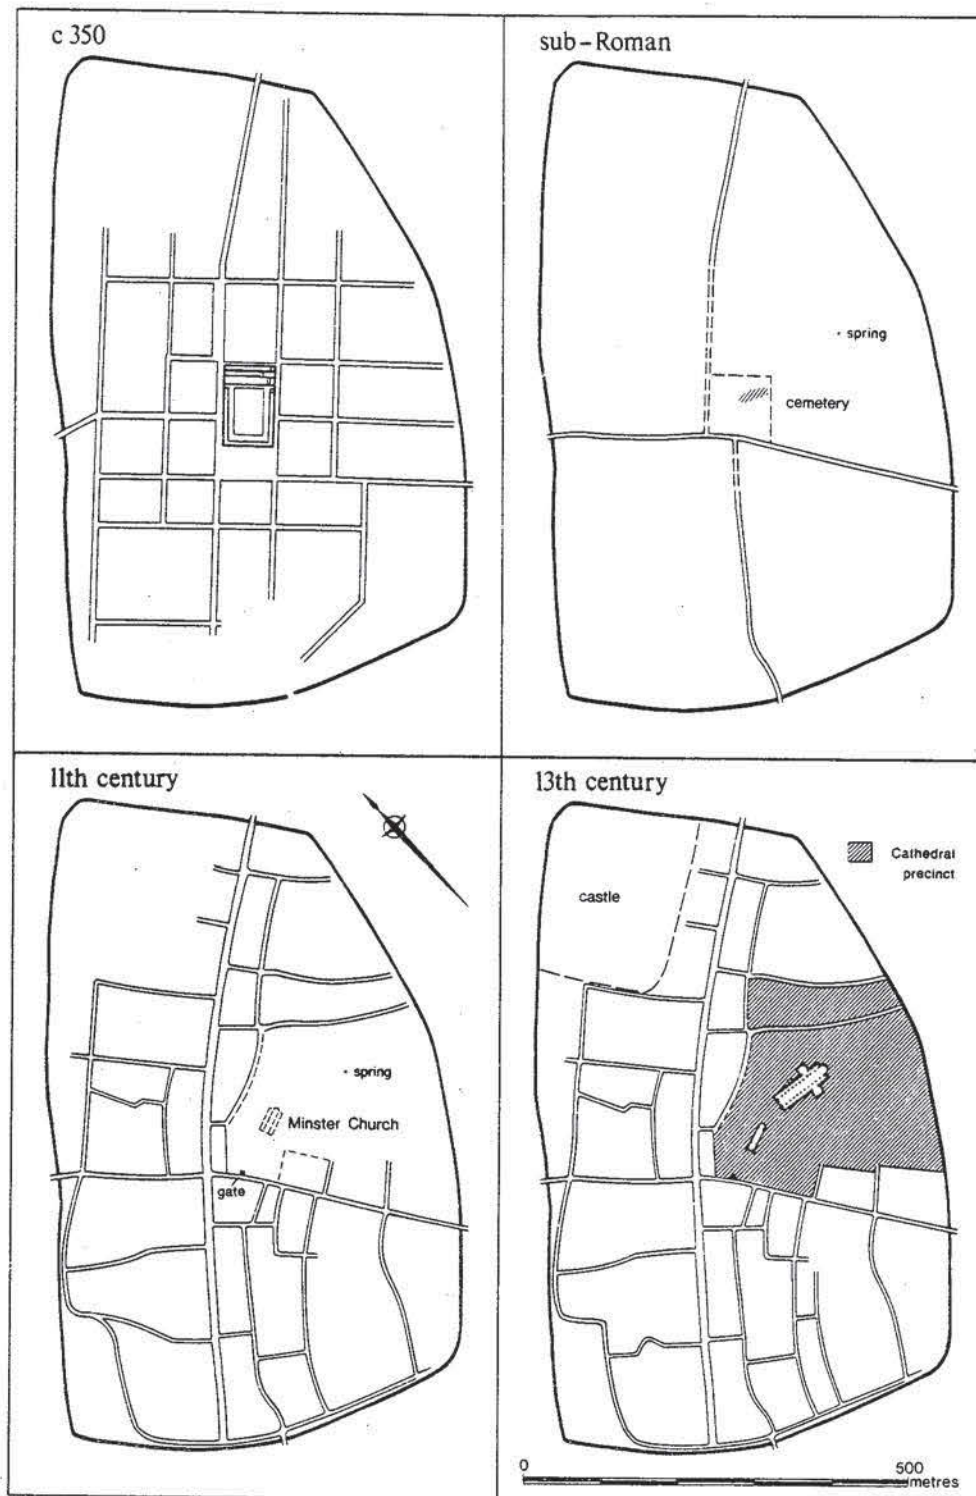 c 350
sub-Roman
spring
cemetery
11th century
spring
Minster Church
gate
13th century
Cathedral
precinct
castle
0
500
metres